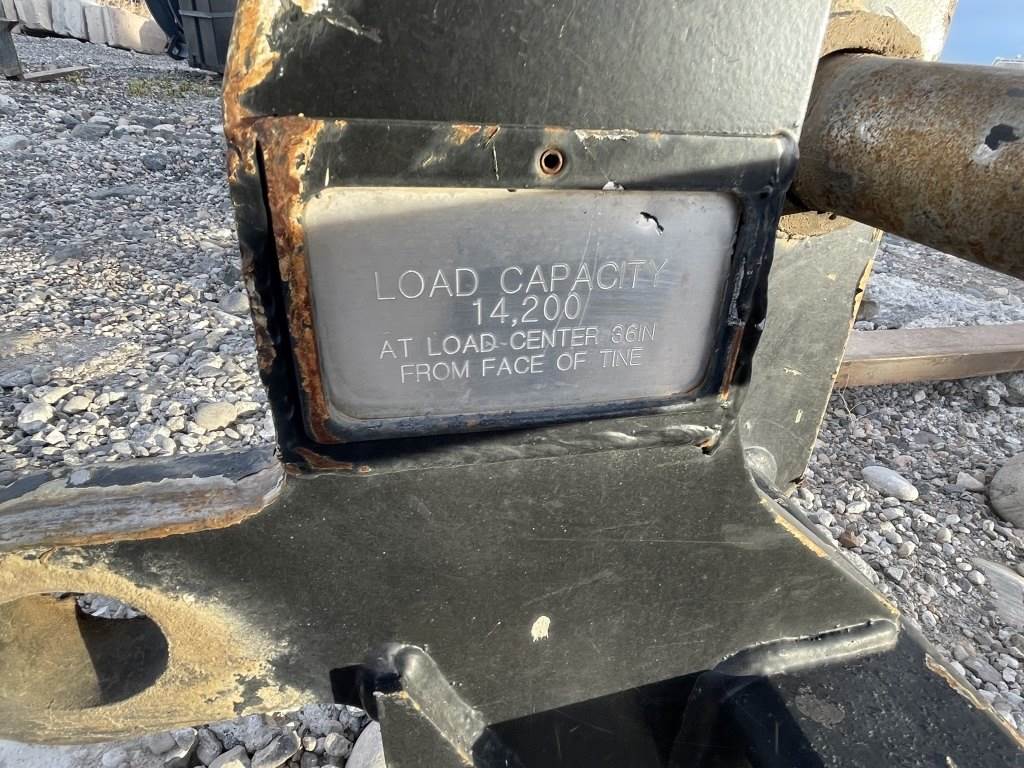 LOAD CAPACITY
14,200
AT LOAD CENTER 36IN
FROM FACE OF TINE